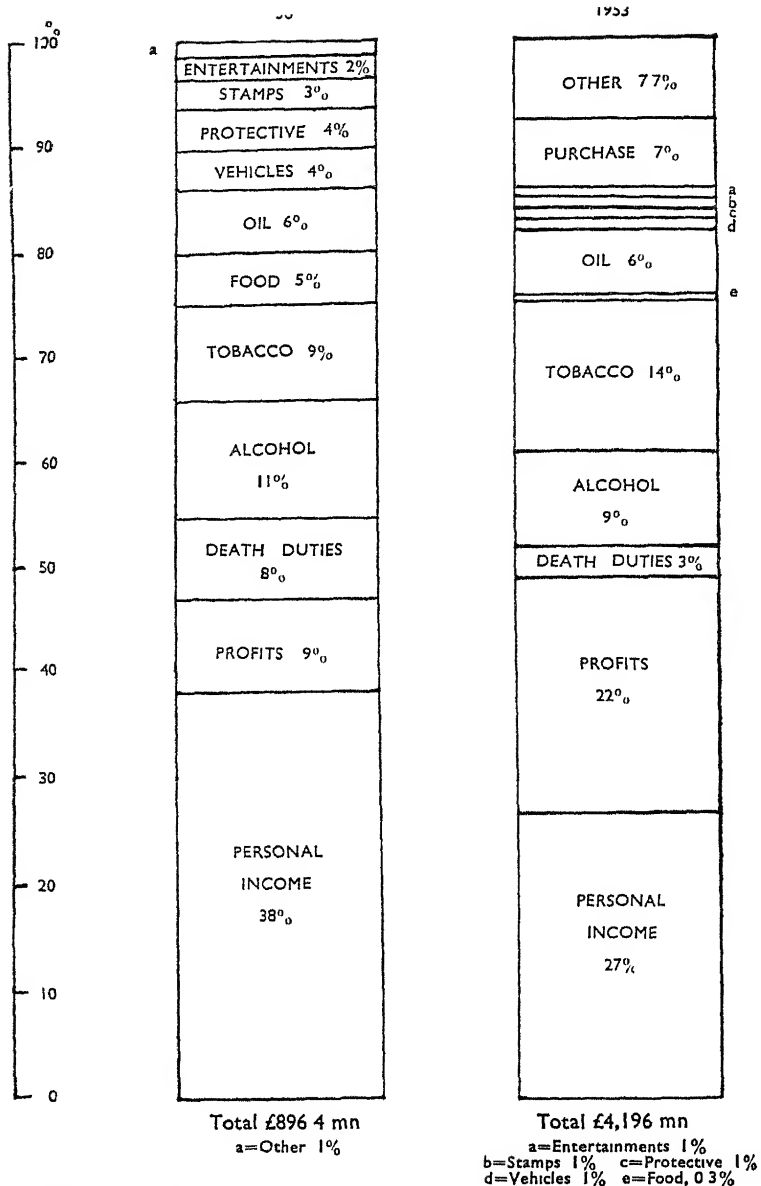 1953
%
100
90
80
70
60
50
40
30
20
10
0
a
ENTERTAINMENTS 2%
STAMPS 3%
PROTECTIVE 4%
VEHICLES 4%
OIL 6%
FOOD 5%
TOBACCO 9%
ALCOHOL
11%
DEATH DUTIES
8%
PROFITS 9%
PERSONAL
INCOME
38%
Total £896 4 mn
a=Other 1%
OTHER 7 7%
PURCHASE 7%
a
b
c
d
OIL 6%
e
TOBACCO 14%
ALCOHOL
9%
DEATH DUTIES 3%
PROFITS
22%
PERSONAL
INCOME
27%
Total £4,196 mn
a=Entertainments 1%
b=Stamps 1% c=Protective 1%
d=Vehicles 1% e=Food, 0 3%